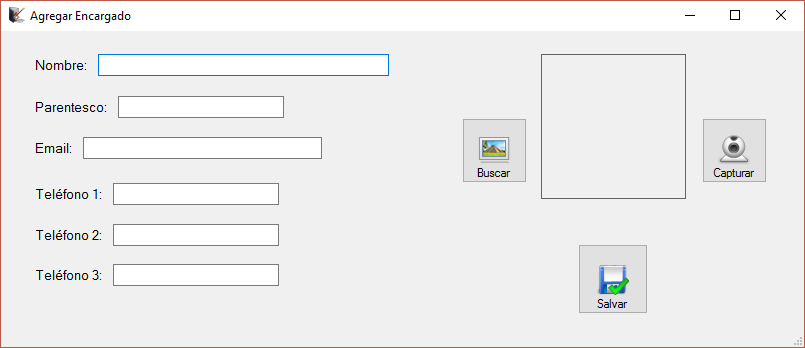 Agregar Encargado
Nombre:
Parentesco:
Email:
Teléfono 1:
Teléfono 2:
Teléfono 3:
Buscar
Capturar
Salvar